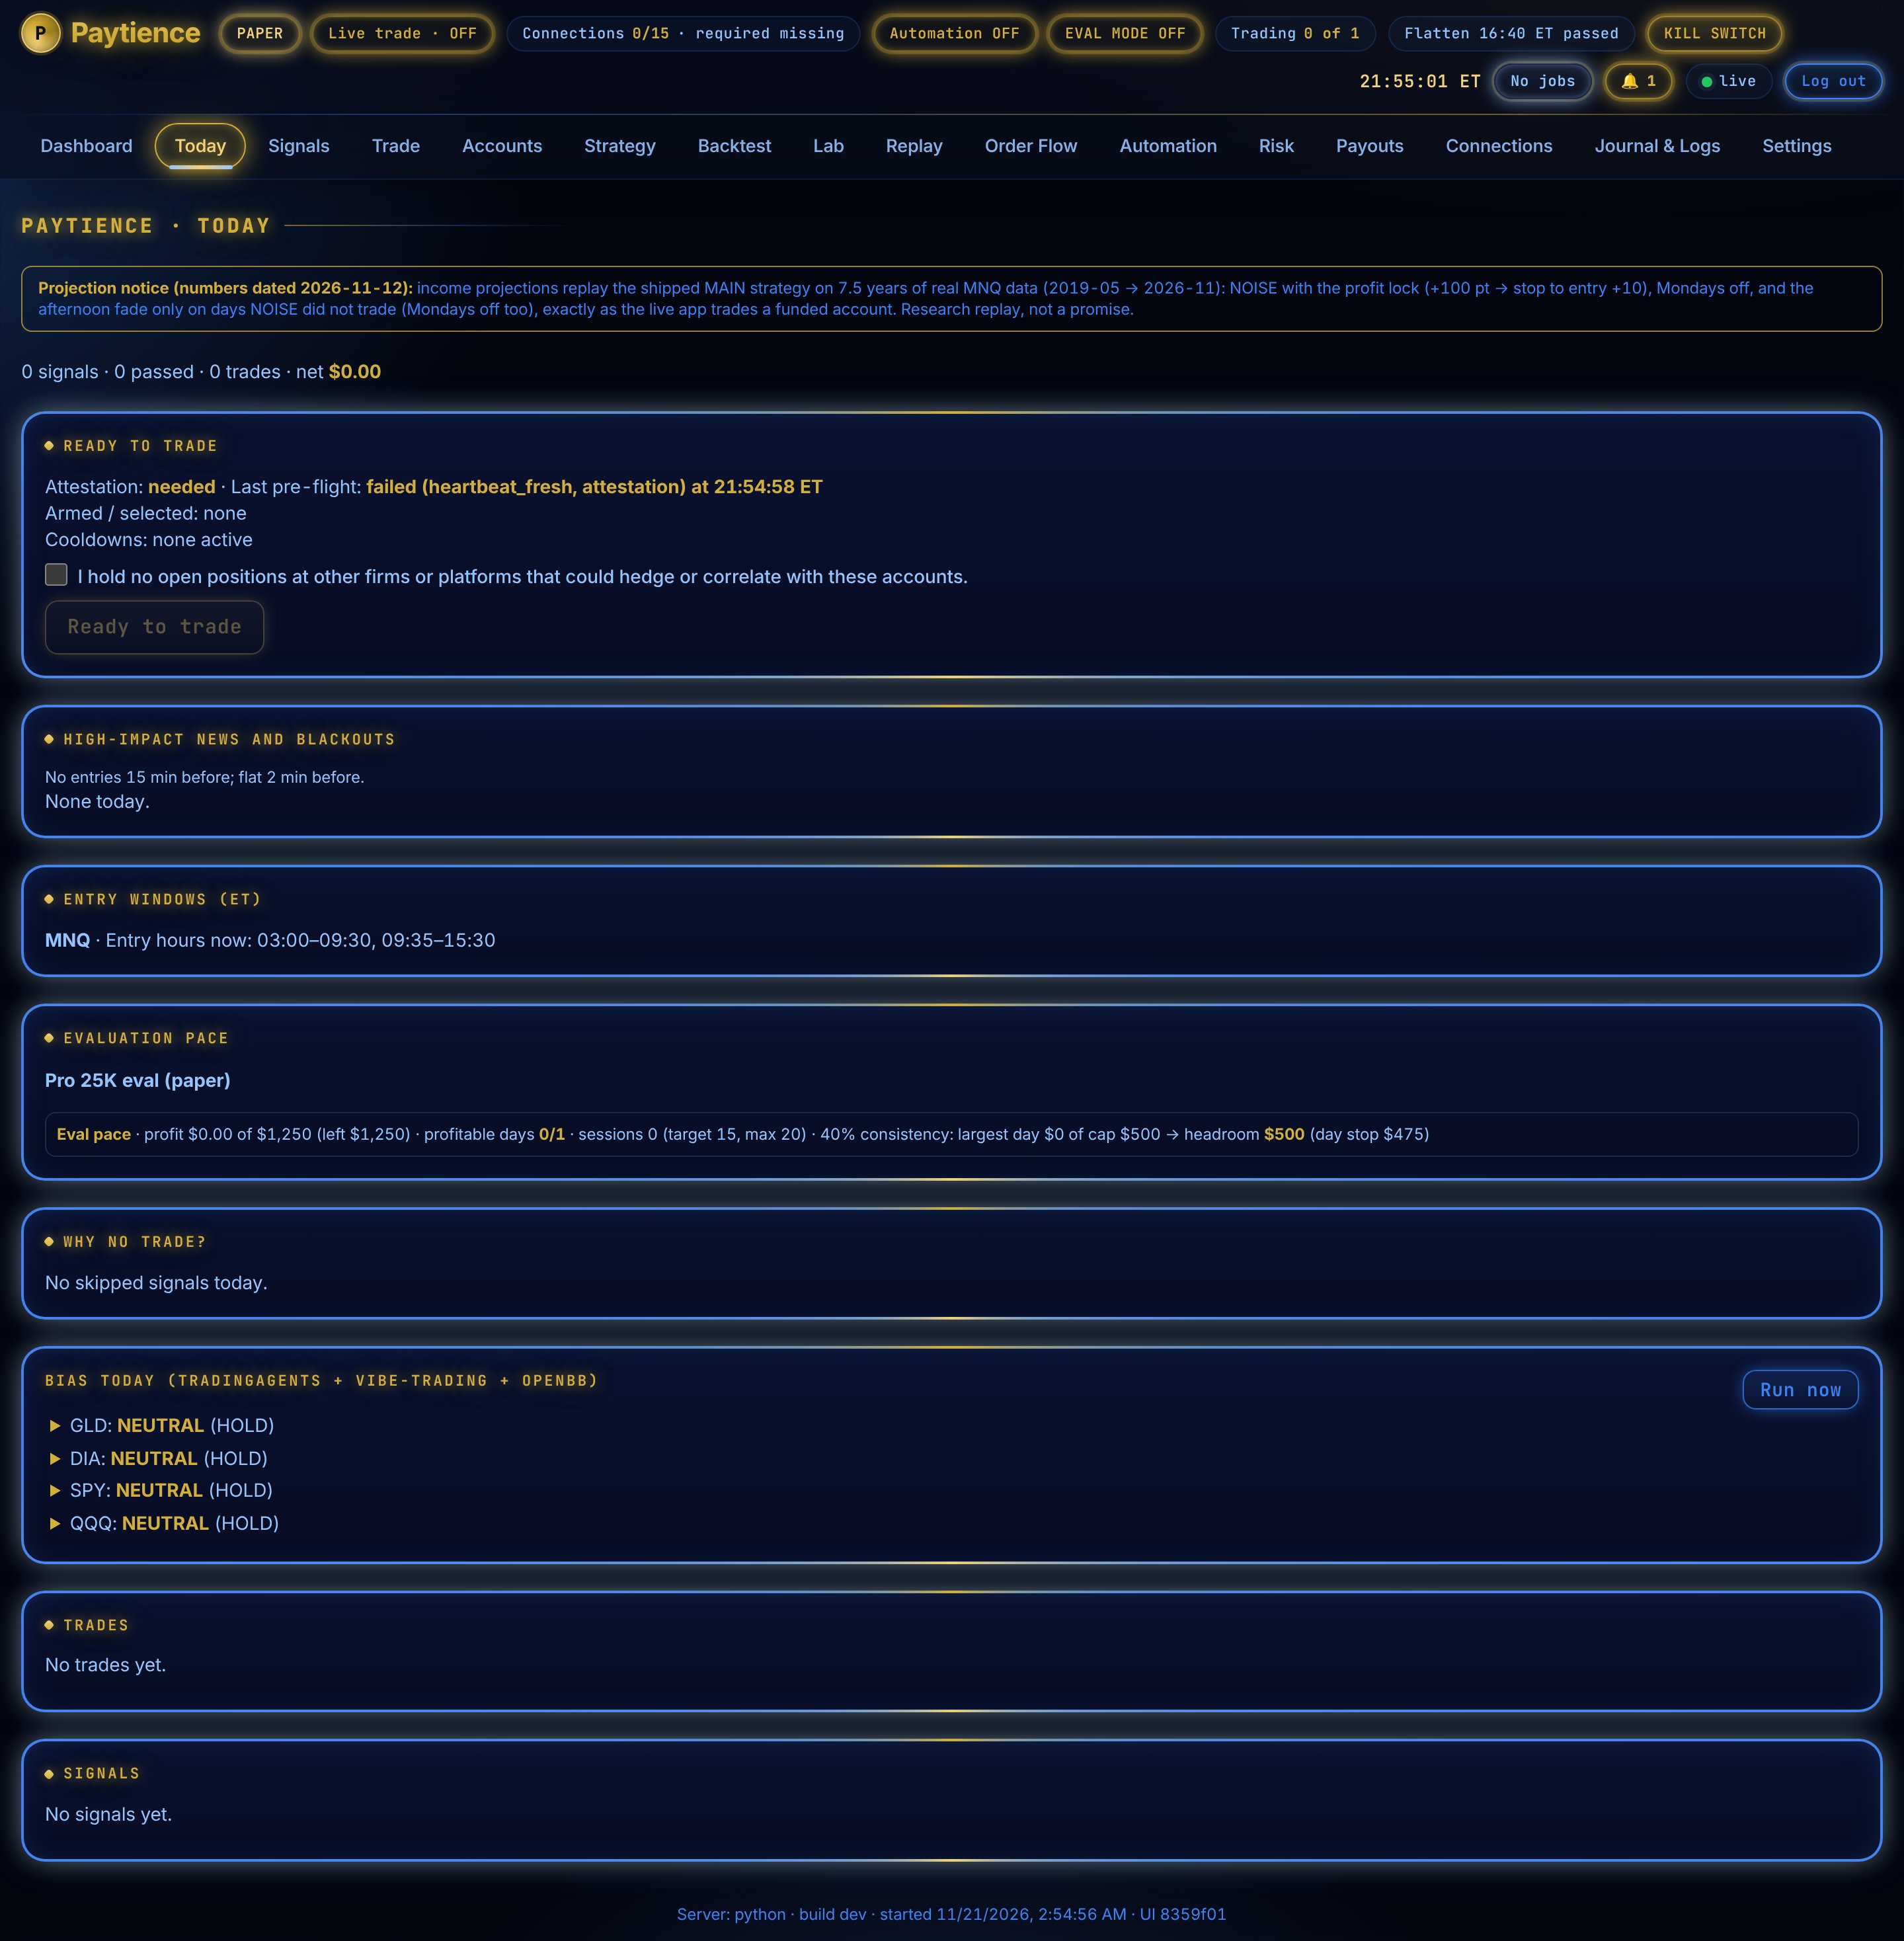 P Paytience PAPER Live trade · OFF Connections 0/15 · required missing Automation OFF EVAL MODE OFF Trading 0 of 1 Flatten 16:40 ET passed KILL SWITCH
21:55:01 ET No jobs 🔔 1 live Log out
Dashboard Today Signals Trade Accounts Strategy Backtest Lab Replay Order Flow Automation Risk Payouts Connections Journal & Logs Settings
PAYTIENCE · TODAY
Projection notice (numbers dated 2026-11-12): income projections replay the shipped MAIN strategy on 7.5 years of real MNQ data (2019-05 → 2026-11): NOISE with the profit lock (+100 pt → stop to entry +10), Mondays off, and the
afternoon fade only on days NOISE did not trade (Mondays off too), exactly as the live app trades a funded account. Research replay, not a promise.
0 signals · 0 passed · 0 trades · net $0.00
READY TO TRADE
Attestation: needed · Last pre-flight: failed (heartbeat_fresh, attestation) at 21:54:58 ET
Armed / selected: none
Cooldowns: none active
I hold no open positions at other firms or platforms that could hedge or correlate with these accounts.
Ready to trade
HIGH-IMPACT NEWS AND BLACKOUTS
No entries 15 min before; flat 2 min before.
None today.
ENTRY WINDOWS (ET)
MNQ · Entry hours now: 03:00–09:30, 09:35–15:30
EVALUATION PACE
Pro 25K eval (paper)
Eval pace · profit $0.00 of $1,250 (left $1,250) · profitable days 0/1 · sessions 0 (target 15, max 20) · 40% consistency: largest day $0 of cap $500 → headroom $500 (day stop $475)
WHY NO TRADE?
No skipped signals today.
BIAS TODAY (TRADINGAGENTS + VIBE-TRADING + OPENBB) Run now
GLD: NEUTRAL (HOLD)
DIA: NEUTRAL (HOLD)
SPY: NEUTRAL (HOLD)
QQQ: NEUTRAL (HOLD)
TRADES
No trades yet.
SIGNALS
No signals yet.
Server: python · build dev · started 11/21/2026, 2:54:56 AM · UI 8359f01